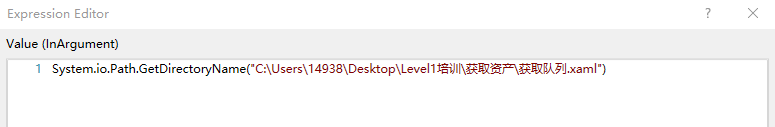 Expression Editor
Value (InArgument)
1 System.io.Path.GetDirectoryName("C:\Users\14938\Desktop\Level1培训\获取资产\获取队列.xaml")